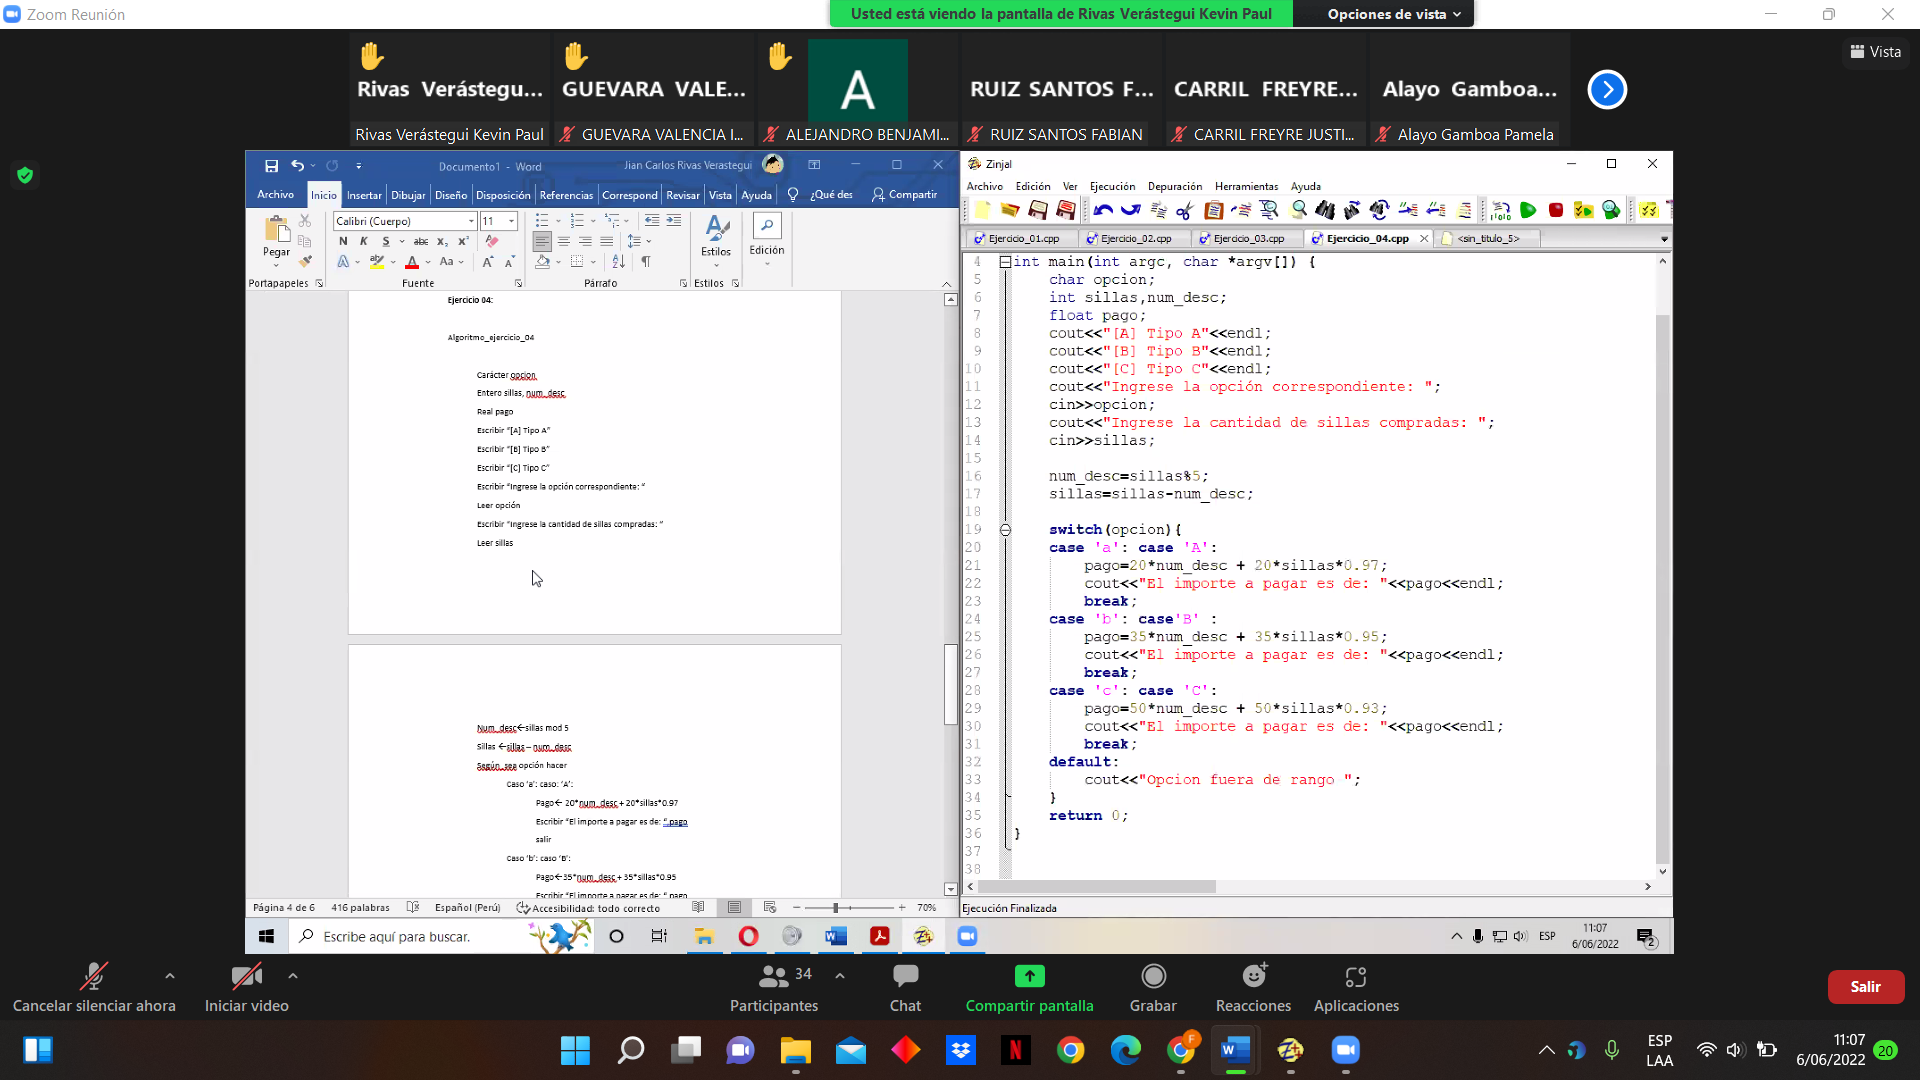 Zoom Reunión
Usted está viendo la pantalla de Rivas Verástegui Kevin Paul
Opciones de vista
Vista
Rivas Verástegu...
GUEVARA VALE...
A
RUIZ SANTOS F...
CARRIL FREYRE...
Alayo Gamboa...
Rivas Verástegui Kevin Paul
GUEVARA VALENCIA I...
ALEJANDRO BENJAMI...
RUIZ SANTOS FABIAN
CARRIL FREYRE JUSTI...
Alayo Gamboa Pamela
Documento1 - Word
Jian Carlos Rivas Verastegui
Archivo Inicio Insertar Dibujar Diseño Disposición Referencias Correspond Revisar Vista Ayuda ¿Qué des Compartir
Calibri (Cuerpo) 11
Pegar
N K S abc x₂ x²
A A Aa A A
Estilos
Edición
Portapapeles Fuente Párrafo Estilos
Ejercicio 04:
Algoritmo_ejercicio_04
Carácter opcion
Entero sillas, num_desc
Real pago
Escribir "[A] Tipo A"
Escribir "[B] Tipo B"
Escribir "[C] Tipo C"
Escribir "Ingrese la opción correspondiente: "
Leer opción
Escribir "Ingrese la cantidad de sillas compradas: "
Leer sillas
Num_desc←sillas mod 5
Sillas ←sillas – num_desc
Según_sea opción hacer
Caso 'a': caso: 'A':
Pago← 20*num_desc + 20*sillas*0.97
Escribir "El importe a pagar es de: ",pago
salir
Caso 'b': caso 'B':
Pago←35*num_desc + 35*sillas*0.95
Escribir "El importe a pagar es de: " pago
Página 4 de 6 416 palabras Español (Perú) Accesibilidad: todo correcto 70%
ZinjaI
Archivo Edición Ver Ejecución Depuración Herramientas Ayuda
Ejercicio_01.cpp Ejercicio_02.cpp Ejercicio_03.cpp Ejercicio_04.cpp <sin_titulo_5>
4 int main(int argc, char *argv[]) {
5 char opcion;
6 int sillas,num_desc;
7 float pago;
8 cout<<"[A] Tipo A"<<endl;
9 cout<<"[B] Tipo B"<<endl;
10 cout<<"[C] Tipo C"<<endl;
11 cout<<"Ingrese la opción correspondiente: ";
12 cin>>opcion;
13 cout<<"Ingrese la cantidad de sillas compradas: ";
14 cin>>sillas;
15
16 num_desc=sillas%5;
17 sillas=sillas-num_desc;
18
19 switch(opcion){
20 case 'a': case 'A':
21 pago=20*num_desc + 20*sillas*0.97;
22 cout<<"El importe a pagar es de: "<<pago<<endl;
23 break;
24 case 'b': case'B' :
25 pago=35*num_desc + 35*sillas*0.95;
26 cout<<"El importe a pagar es de: "<<pago<<endl;
27 break;
28 case 'c': case 'C':
29 pago=50*num_desc + 50*sillas*0.93;
30 cout<<"El importe a pagar es de: "<<pago<<endl;
31 break;
32 default:
33 cout<<"Opcion fuera de rango ";
34 }
35 return 0;
36 }
37
38
Ejecución Finalizada
Escribe aquí para buscar.
ESP
11:07
6/06/2022
2
Cancelar silenciar ahora
Iniciar video
34
Participantes
Chat
Compartir pantalla
Grabar
Reacciones
Aplicaciones
Salir
ESP
LAA
11:07
6/06/2022
20